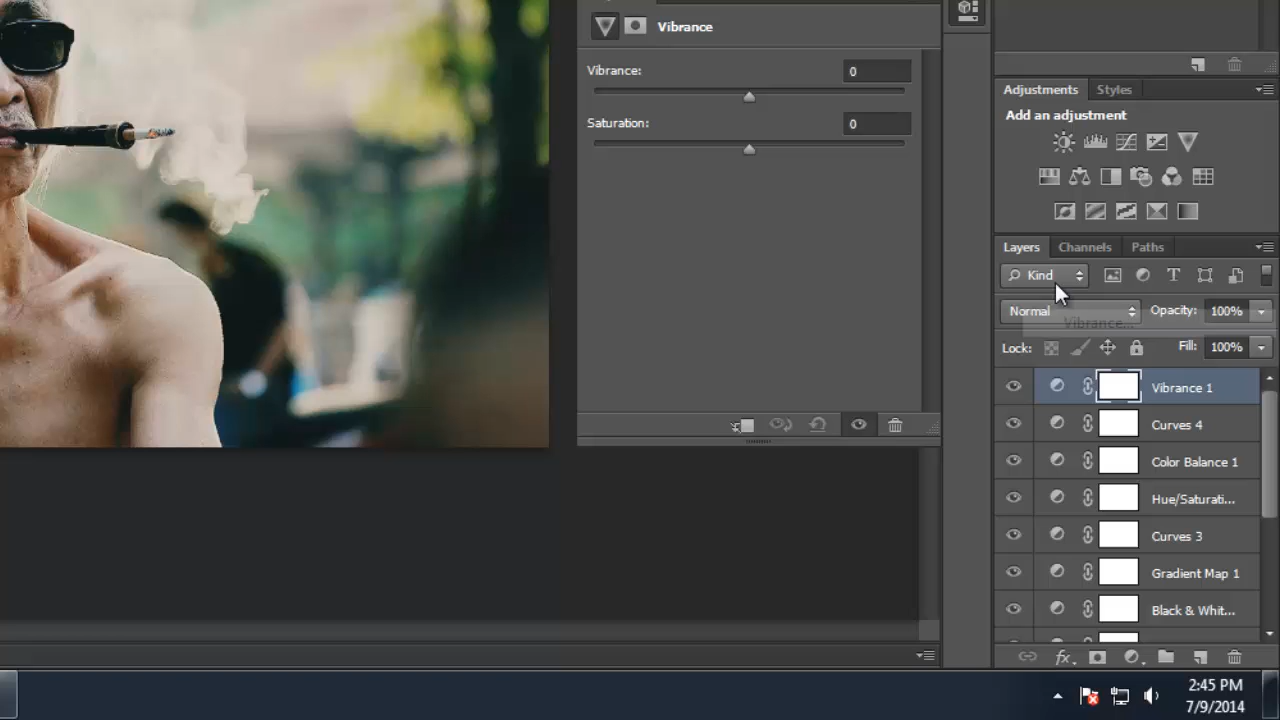 Vibrance
Vibrance: 0
Saturation: 0
Adjustments Styles
Add an adjustment
Layers Channels Paths
Kind
Normal Opacity: 100%
Vibrance...
Lock: Fill: 100%
Vibrance 1
Curves 4
Color Balance 1
Hue/Saturati...
Curves 3
Gradient Map 1
Black & Whit...
fx
2:45 PM
7/9/2014